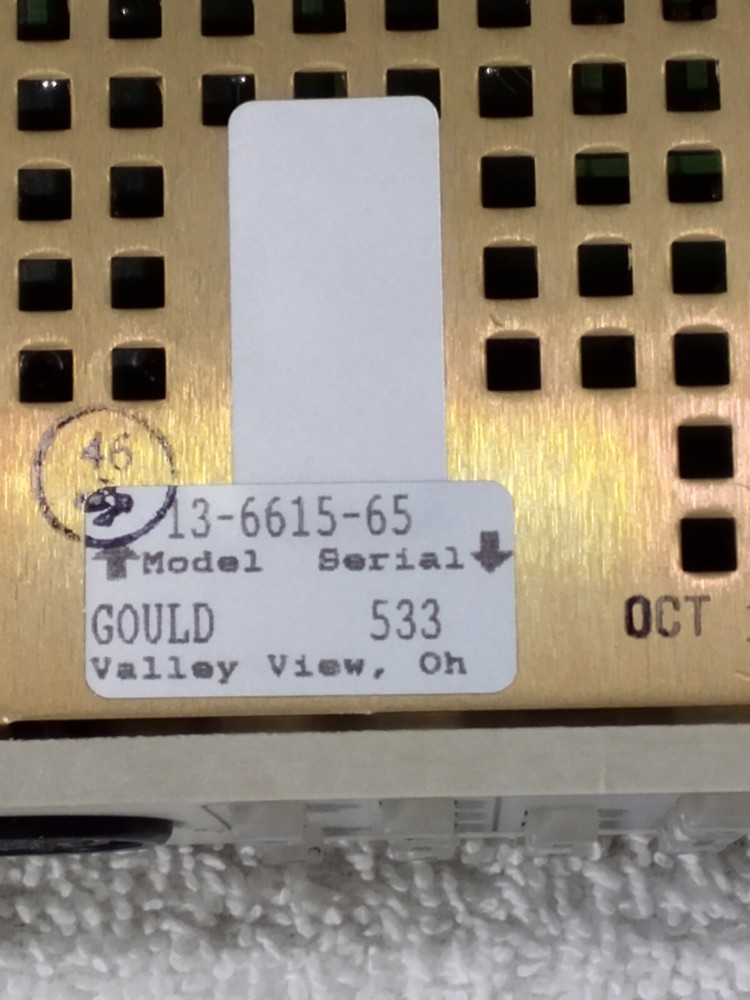 46
13-6615-65
Model Serial
GOULD 533
Valley View, Oh
OCT